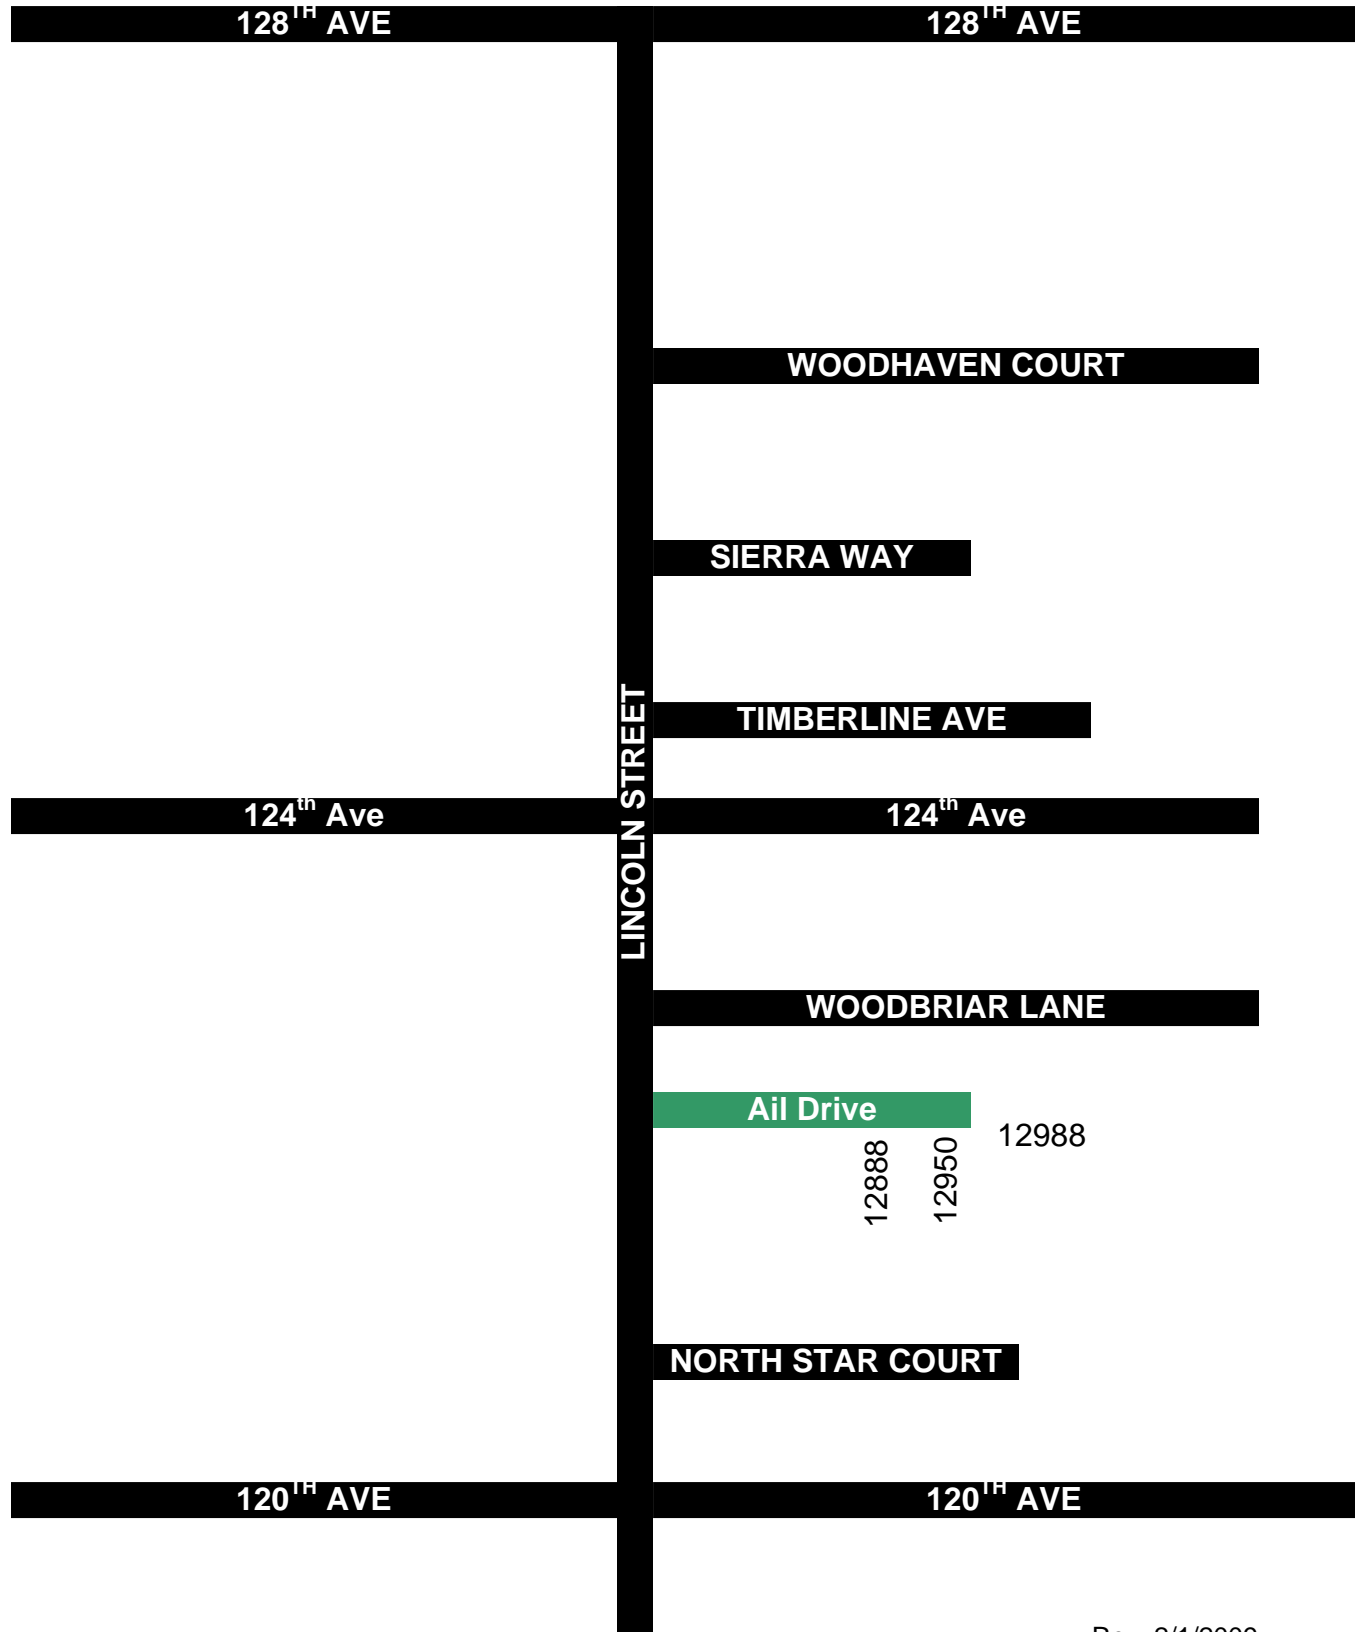 128TH AVE 128TH AVE
WOODHAVEN COURT
SIERRA WAY
TIMBERLINE AVE
LINCOLN STREET
124th Ave 124th Ave
WOODBRIAR LANE
Ail Drive
12888 12950 12988
NORTH STAR COURT
120TH AVE 120TH AVE